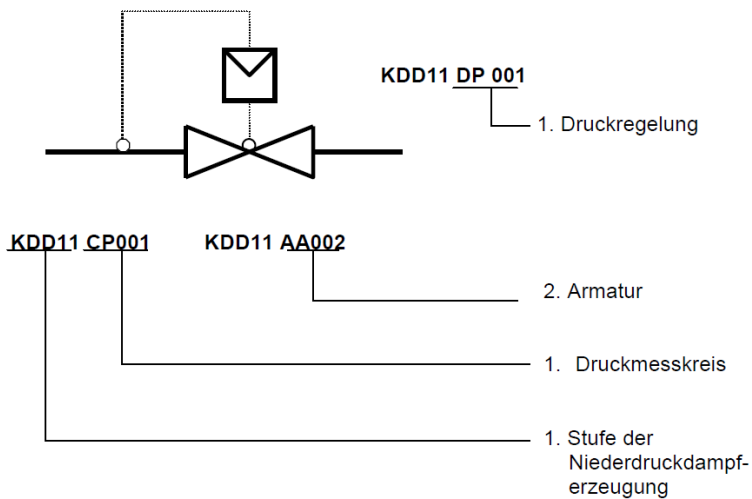 KDD11 DP 001
1. Druckregelung
KDD11 CP001 KDD11 AA002
2. Armatur
1. Druckmesskreis
1. Stufe der
Niederdruckdampf-
erzeugung